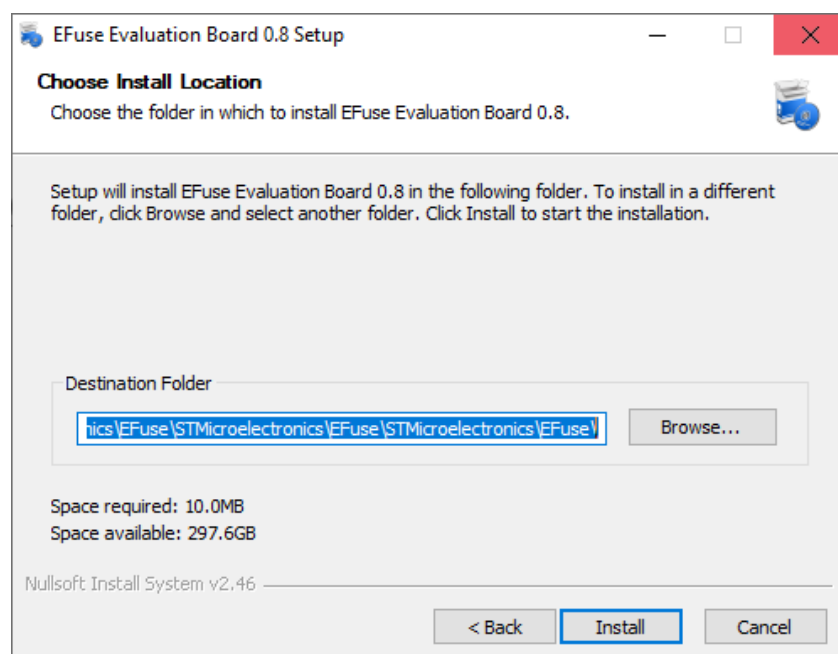 EFuse Evaluation Board 0.8 Setup
Choose Install Location
Choose the folder in which to install EFuse Evaluation Board 0.8.
Setup will install EFuse Evaluation Board 0.8 in the following folder. To install in a different
folder, click Browse and select another folder. Click Install to start the installation.
Destination Folder
nics\EFuse\STMicroelectronics\EFuse\STMicroelectronics\EFuse\
Browse...
Space required: 10.0MB
Space available: 297.6GB
Nullsoft Install System v2.46
< Back
Install
Cancel